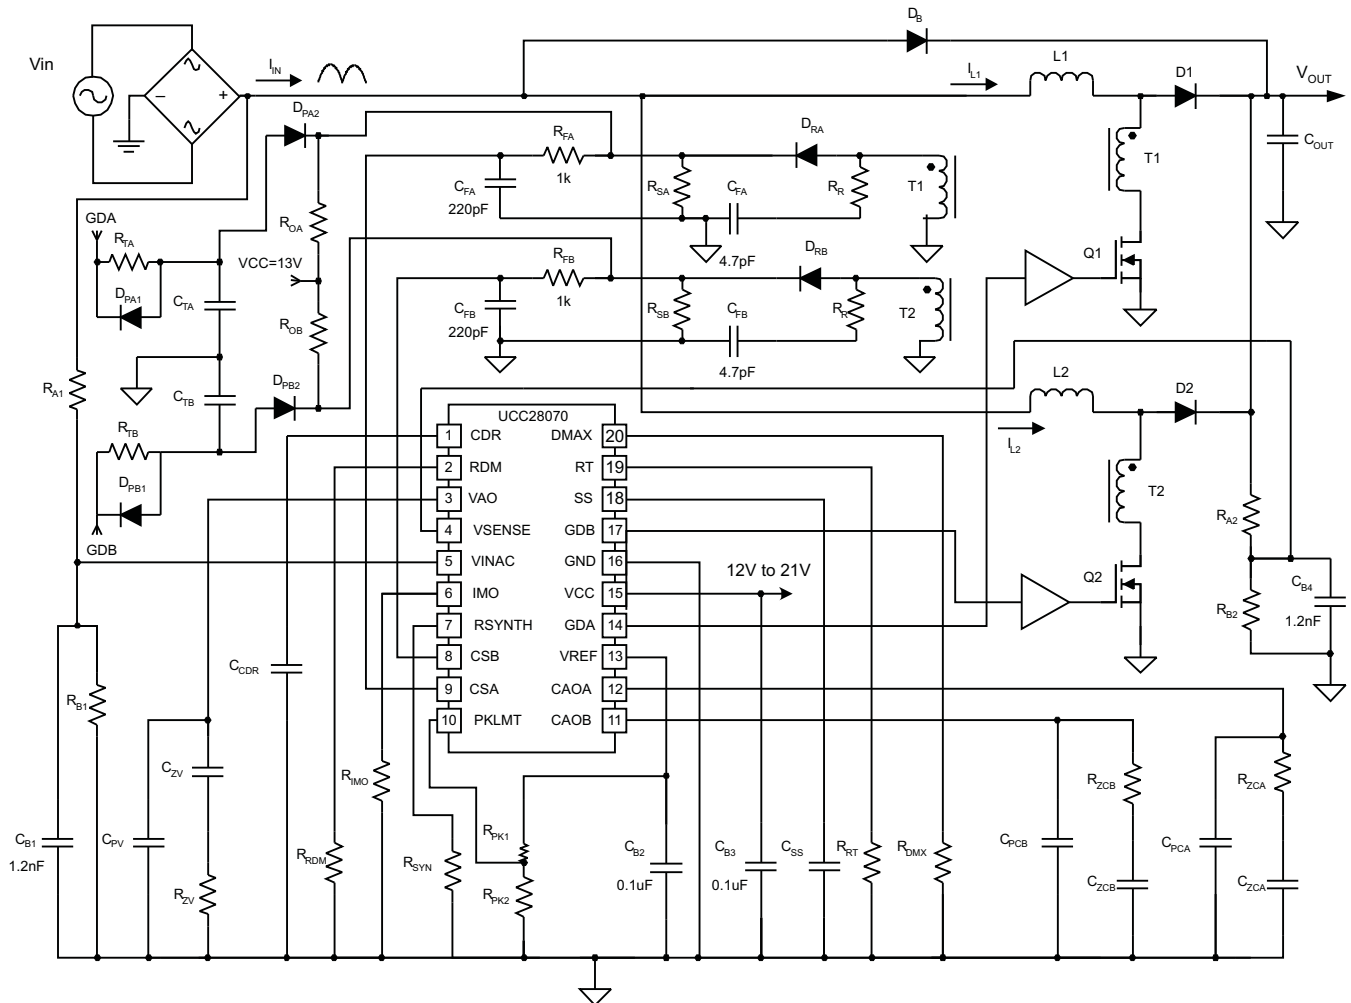 D_B
Vin
I_IN
I_L1
L1
D1
V_OUT
C_OUT
D_PA2
R_FA
1k
D_RA
T1
C_FA
220pF
R_SA
C_FA
4.7pF
R_R
T1
GDA
R_TA
R_OA
VCC=13V
D_PA1
C_TA
R_FB
1k
D_RB
Q1
C_FB
220pF
R_SB
C_FB
4.7pF
R_R
T2
R_OB
R_A1
C_TB
D_PB2
L2
D2
I_L2
R_TB
D_PB1
GDB
T2
R_A2
UCC28070
1 CDR DMAX 20
2 RDM RT 19
3 VAO SS 18
4 VSENSE GDB 17
5 VINAC GND 16
6 IMO VCC 15
7 RSYNTH GDA 14
8 CSB VREF 13
9 CSA CAOA 12
10 PKLMT CAOB 11
12V to 21V
Q2
C_B4
1.2nF
R_B2
C_CDR
R_B1
C_ZV
R_IMO
R_ZCB
R_ZCA
C_B1
1.2nF
C_PV
R_RDM
R_SYN
R_PK1
R_PK2
C_B2
0.1uF
C_B3
0.1uF
C_SS
R_RT
R_DMX
C_PCB
C_ZCB
C_PCA
C_ZCA
R_ZV